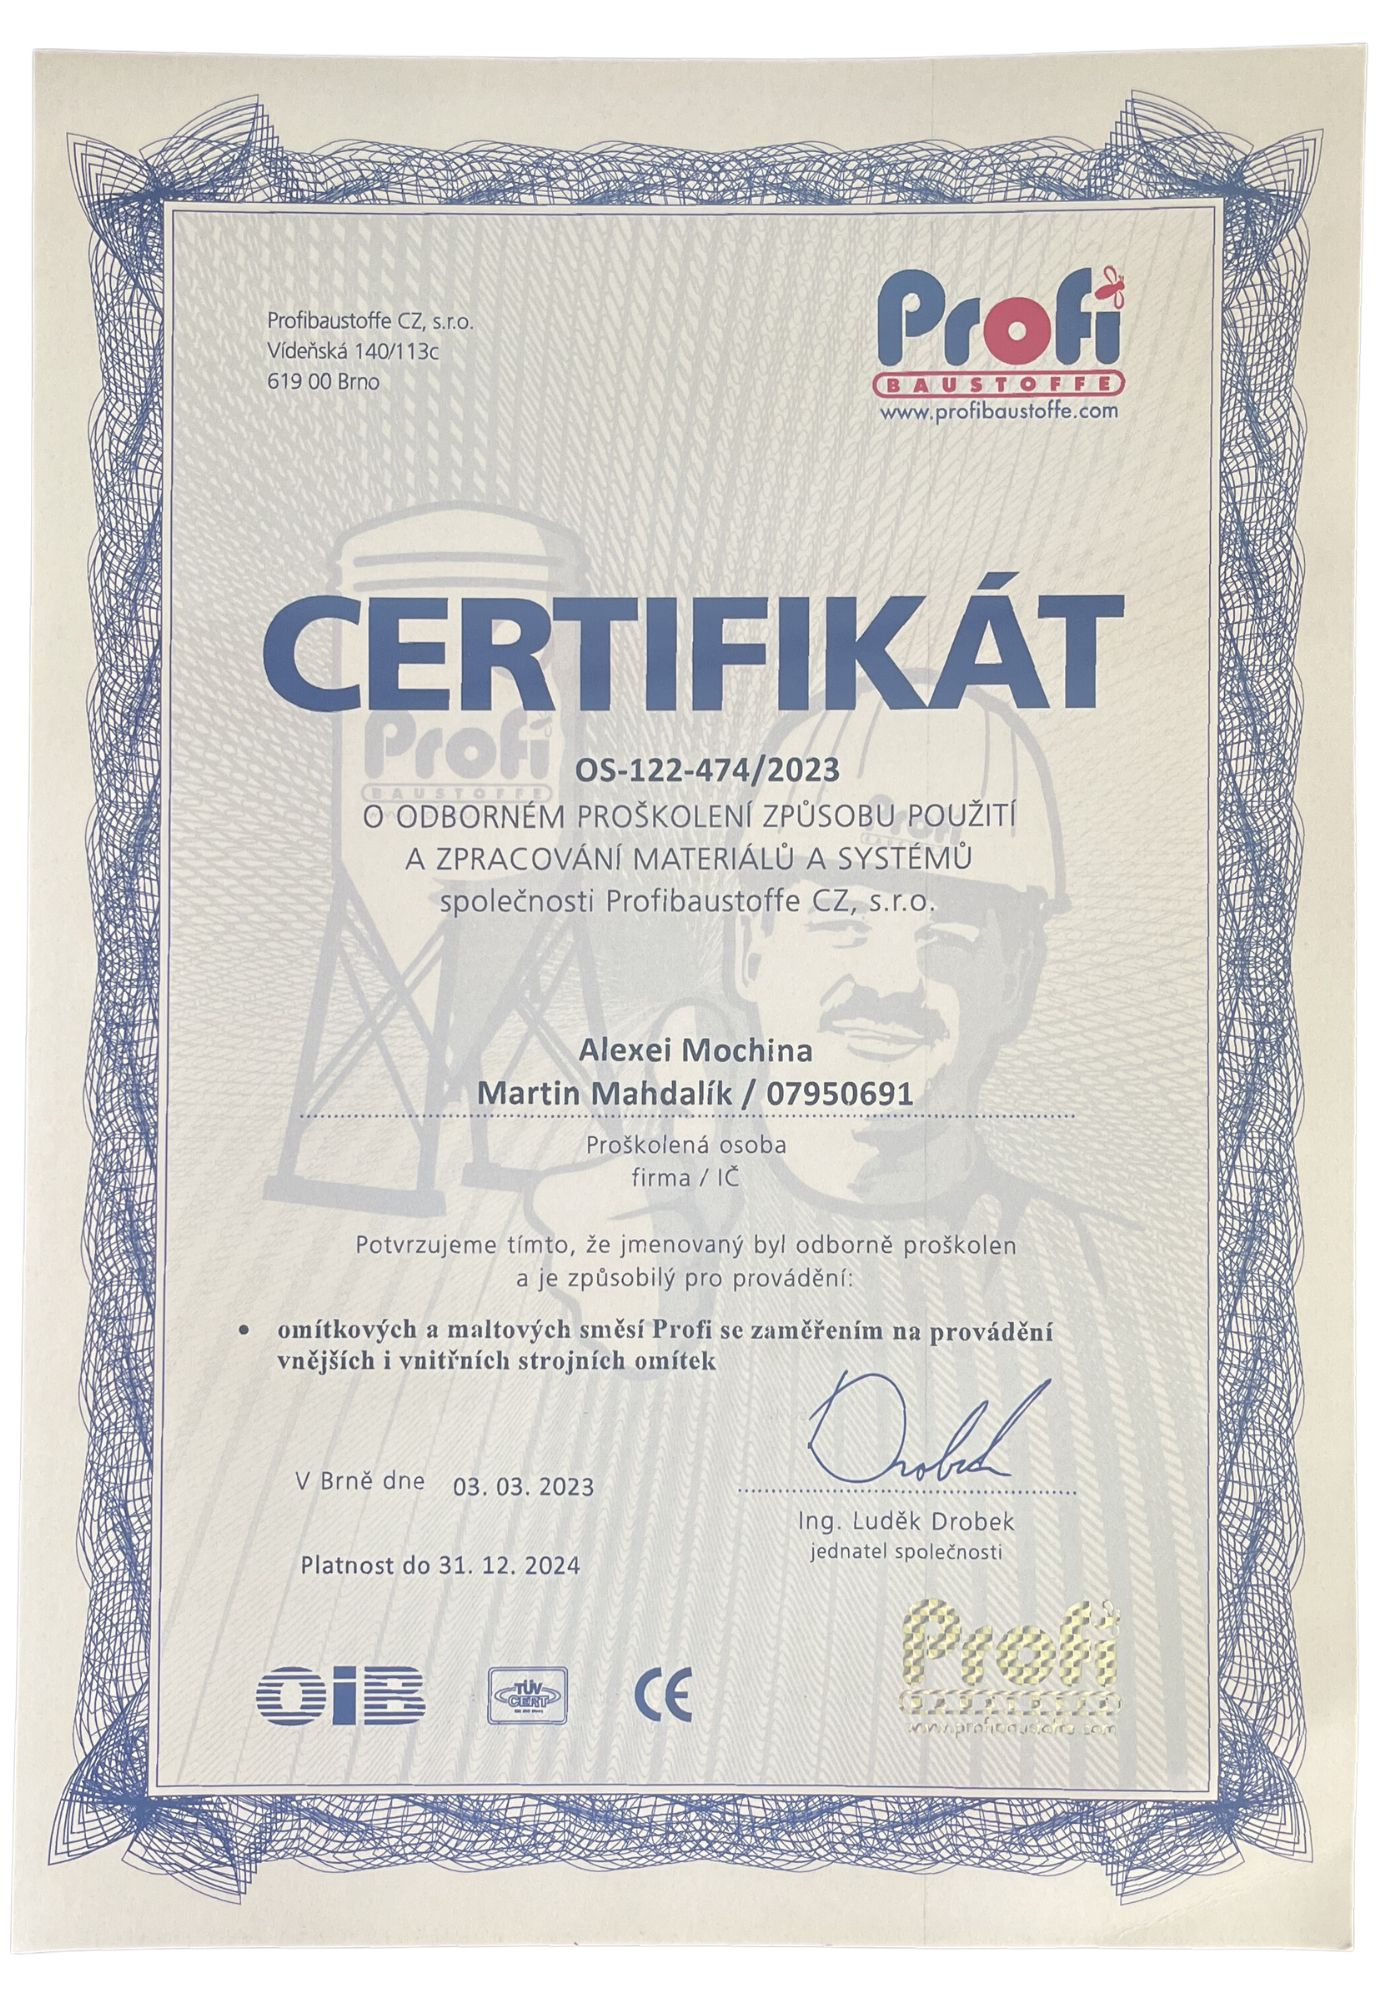 Profibaustoffe CZ, s.r.o.
Vídeňská 140/113c
619 00 Brno
Profi
BAUSTOFFE
www.profibaustoffe.com
CERTIFIKÁT
Profi
BAUSTOFFE
OS-122-474/2023
O ODBORNÉM PROŠKOLENÍ ZPŮSOBU POUŽITÍ
A ZPRACOVÁNÍ MATERIÁLŮ A SYSTÉMŮ
společnosti Profibaustoffe CZ, s.r.o.
Alexei Mochina
Martin Mahdalík / 07950691
Proškolená osoba
firma / IČ
Potvrzujeme tímto, že jmenovaný byl odborně proškolen
a je způsobilý pro provádění:
• omítkových a maltových směsí Profi se zaměřením na provádění
vnějších i vnitřních strojních omítek
V Brně dne 03. 03. 2023
Drobek
Ing. Luděk Drobek
jednatel společnosti
Platnost do 31. 12. 2024
OIB
TÜV
CERT
CE
Profi
www.profibaustoffe.com